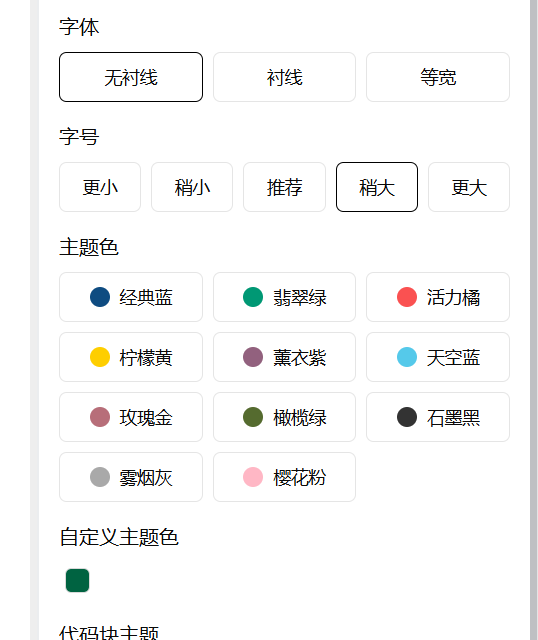 字体
无衬线 衬线 等宽
字号
更小 稍小 推荐 稍大 更大
主题色
经典蓝 翡翠绿 活力橘
柠檬黄 薰衣紫 天空蓝
玫瑰金 橄榄绿 石墨黑
雾烟灰 樱花粉
自定义主题色
代码块主题